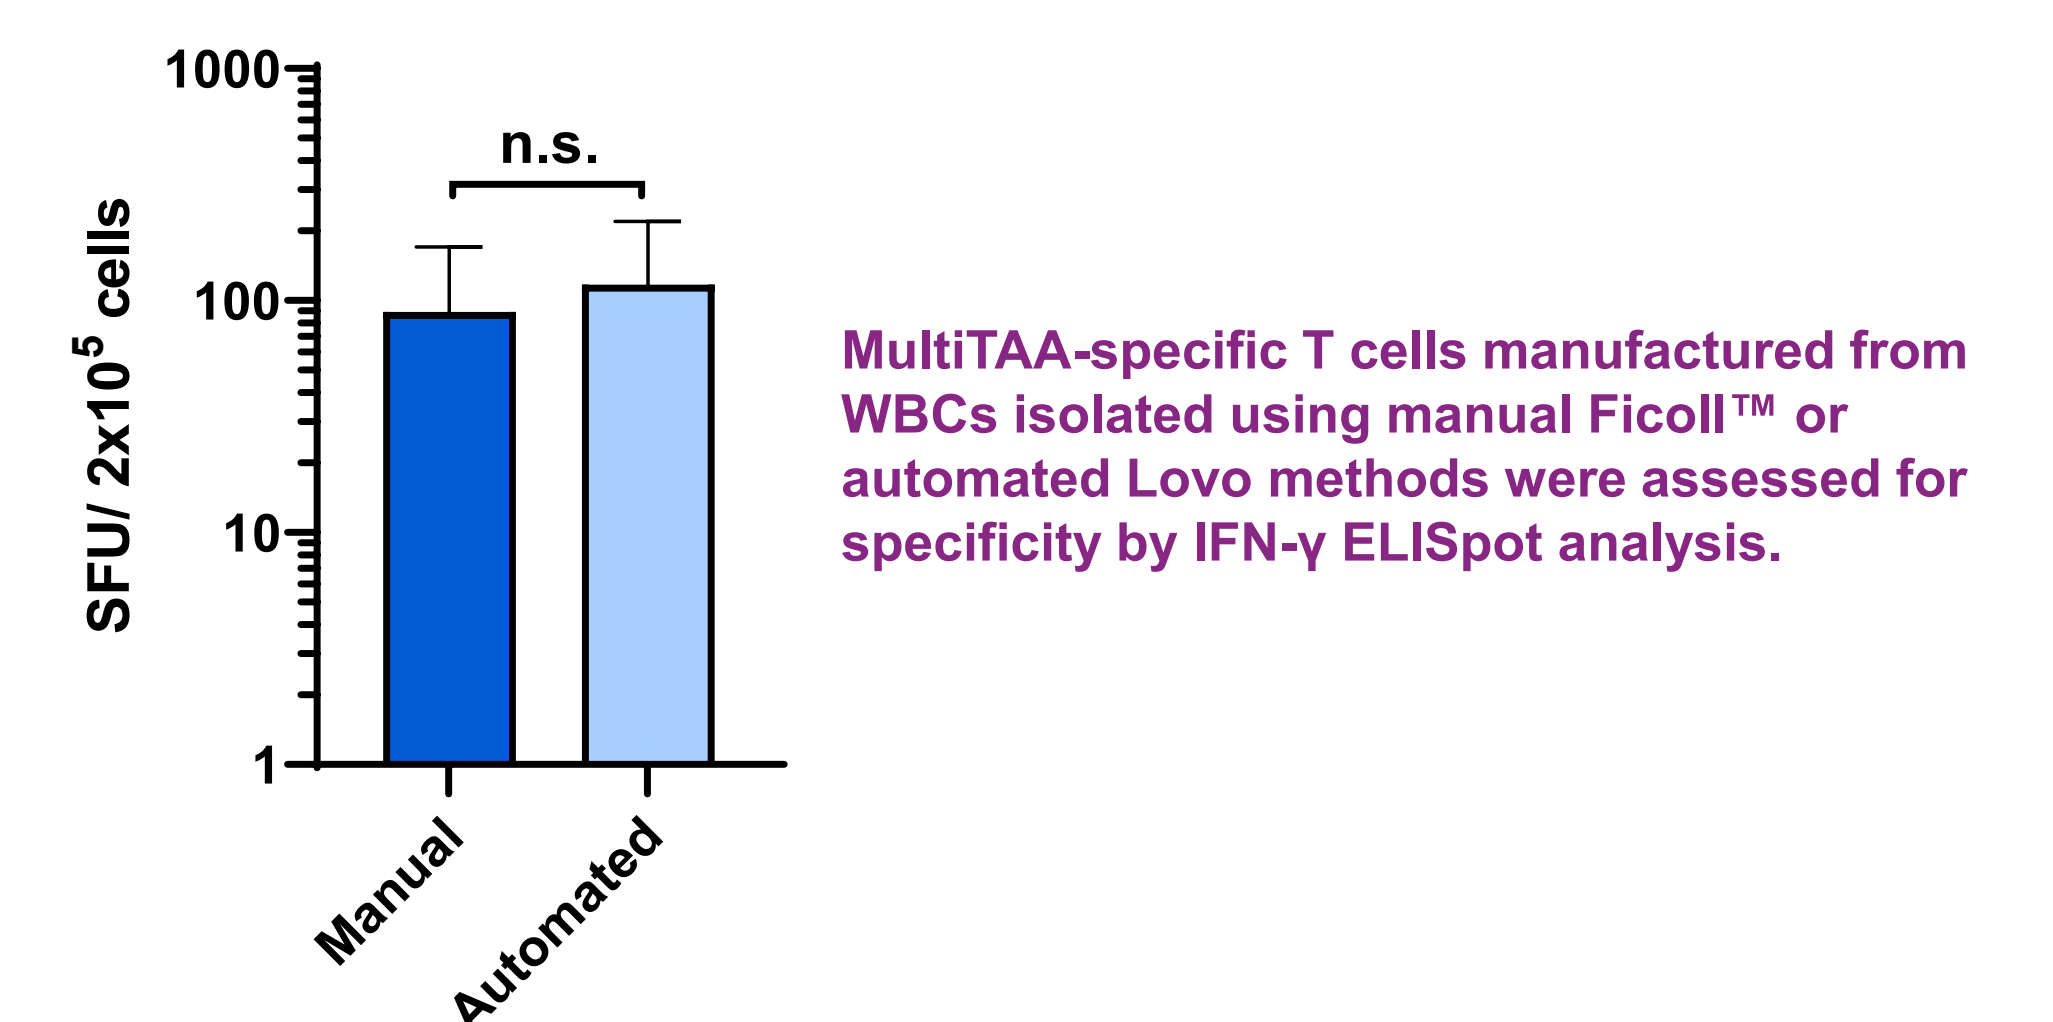 1000
n.s.
100
10
1
SFU/ 2x10⁵ cells
Manual
Automated
MultiTAA-specific T cells manufactured from
WBCs isolated using manual Ficoll™ or
automated Lovo methods were assessed for
specificity by IFN-γ ELISpot analysis.